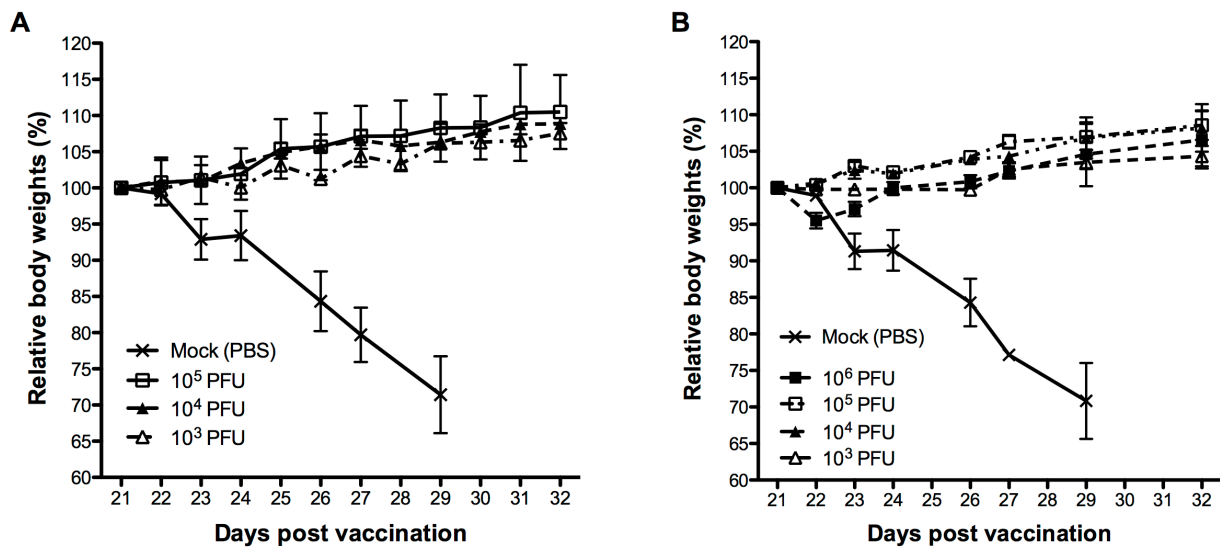 A
Relative body weights (%)
120
115
110
105
100
95
90
85
80
75
70
65
60
Mock (PBS)
10⁵ PFU
10⁴ PFU
10³ PFU
21 22 23 24 25 26 27 28 29 30 31 32
Days post vaccination
B
Relative body weights (%)
120
115
110
105
100
95
90
85
80
75
70
65
60
Mock (PBS)
10⁶ PFU
10⁵ PFU
10⁴ PFU
10³ PFU
21 22 23 24 25 26 27 28 29 30 31 32
Days post vaccination